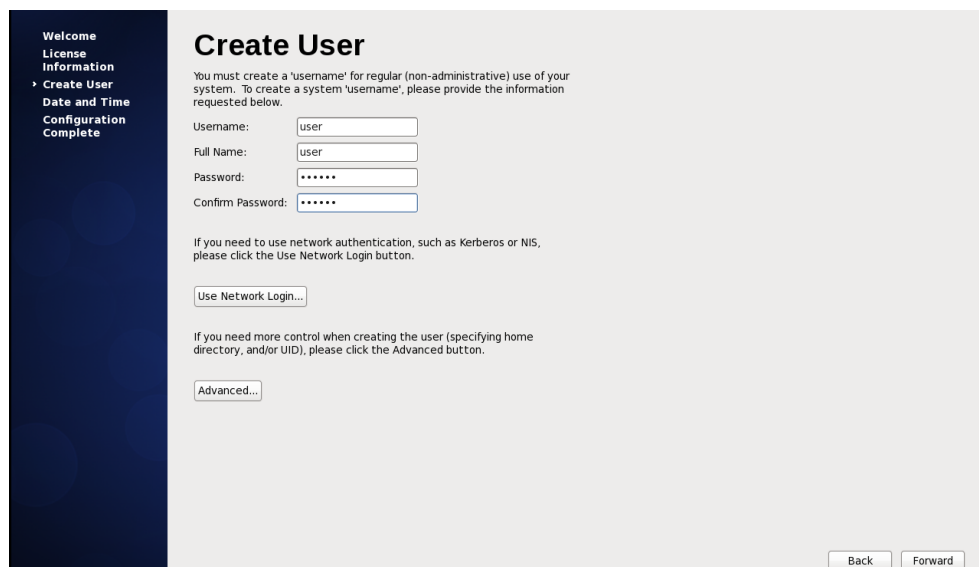 Welcome
License
Information
Create User
Date and Time
Configuration
Complete
Create User
You must create a 'username' for regular (non-administrative) use of your
system.  To create a system 'username', please provide the information
requested below.
Username: user
Full Name: user
Password: ••••••
Confirm Password: ••••••
If you need to use network authentication, such as Kerberos or NIS,
please click the Use Network Login button.
Use Network Login...
If you need more control when creating the user (specifying home
directory, and/or UID), please click the Advanced button.
Advanced...
Back Forward